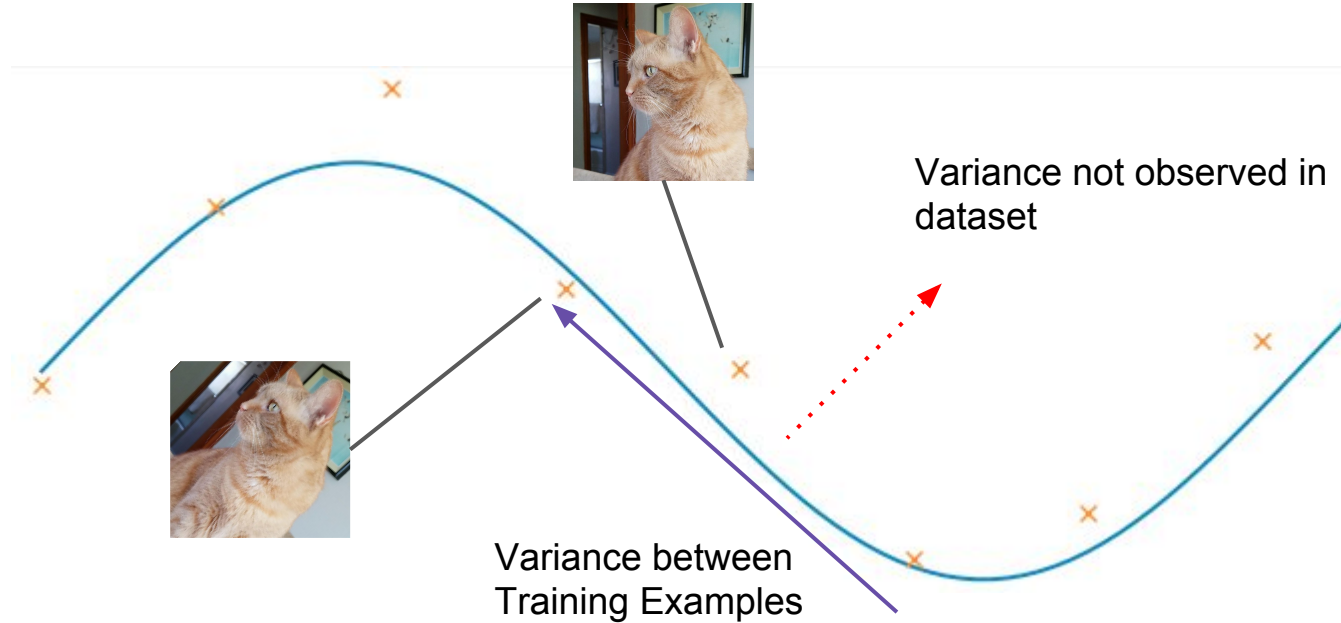 Variance not observed in
dataset
Variance between
Training Examples